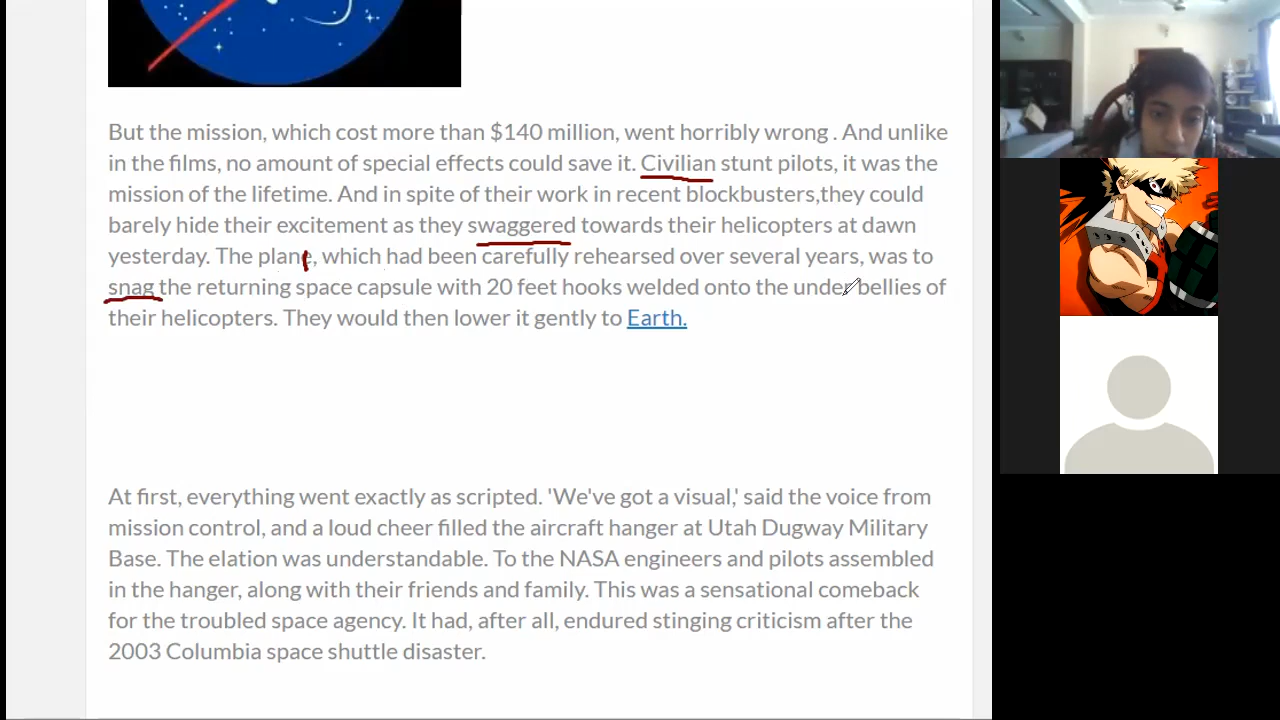 But the mission, which cost more than $140 million, went horribly wrong . And unlike
in the films, no amount of special effects could save it. Civilian stunt pilots, it was the
mission of the lifetime. And in spite of their work in recent blockbusters,they could
barely hide their excitement as they swaggered towards their helicopters at dawn
yesterday. The plane, which had been carefully rehearsed over several years, was to
snag the returning space capsule with 20 feet hooks welded onto the under bellies of
their helicopters. They would then lower it gently to Earth.
At first, everything went exactly as scripted. 'We've got a visual,' said the voice from
mission control, and a loud cheer filled the aircraft hanger at Utah Dugway Military
Base. The elation was understandable. To the NASA engineers and pilots assembled
in the hanger, along with their friends and family. This was a sensational comeback
for the troubled space agency. It had, after all, endured stinging criticism after the
2003 Columbia space shuttle disaster.